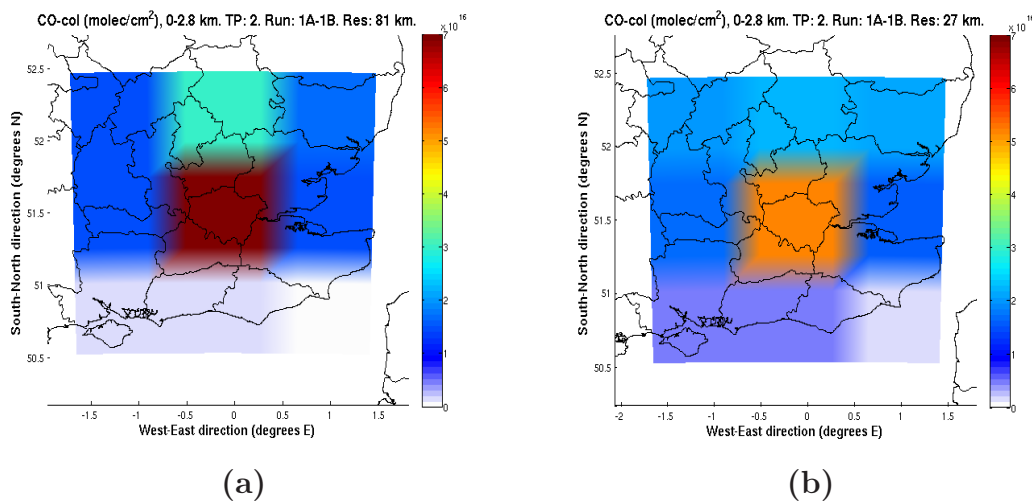 CO-col (molec/cm²), 0-2.8 km. TP: 2. Run: 1A-1B. Res: 81 km.
x 10¹⁶
7
6
5
4
3
2
1
0
52.5
52
51.5
51
50.5
South-North direction (degrees N)
-1.5 -1 -0.5 0 0.5 1 1.5
West-East direction (degrees E)
(a)
CO-col (molec/cm²), 0-2.8 km. TP: 2. Run: 1A-1B. Res: 27 km.
x 10¹⁶
7
6
5
4
3
2
1
0
52.5
52
51.5
51
50.5
South-North direction (degrees N)
-2 -1.5 -1 -0.5 0 0.5 1 1.5
West-East direction (degrees E)
(b)